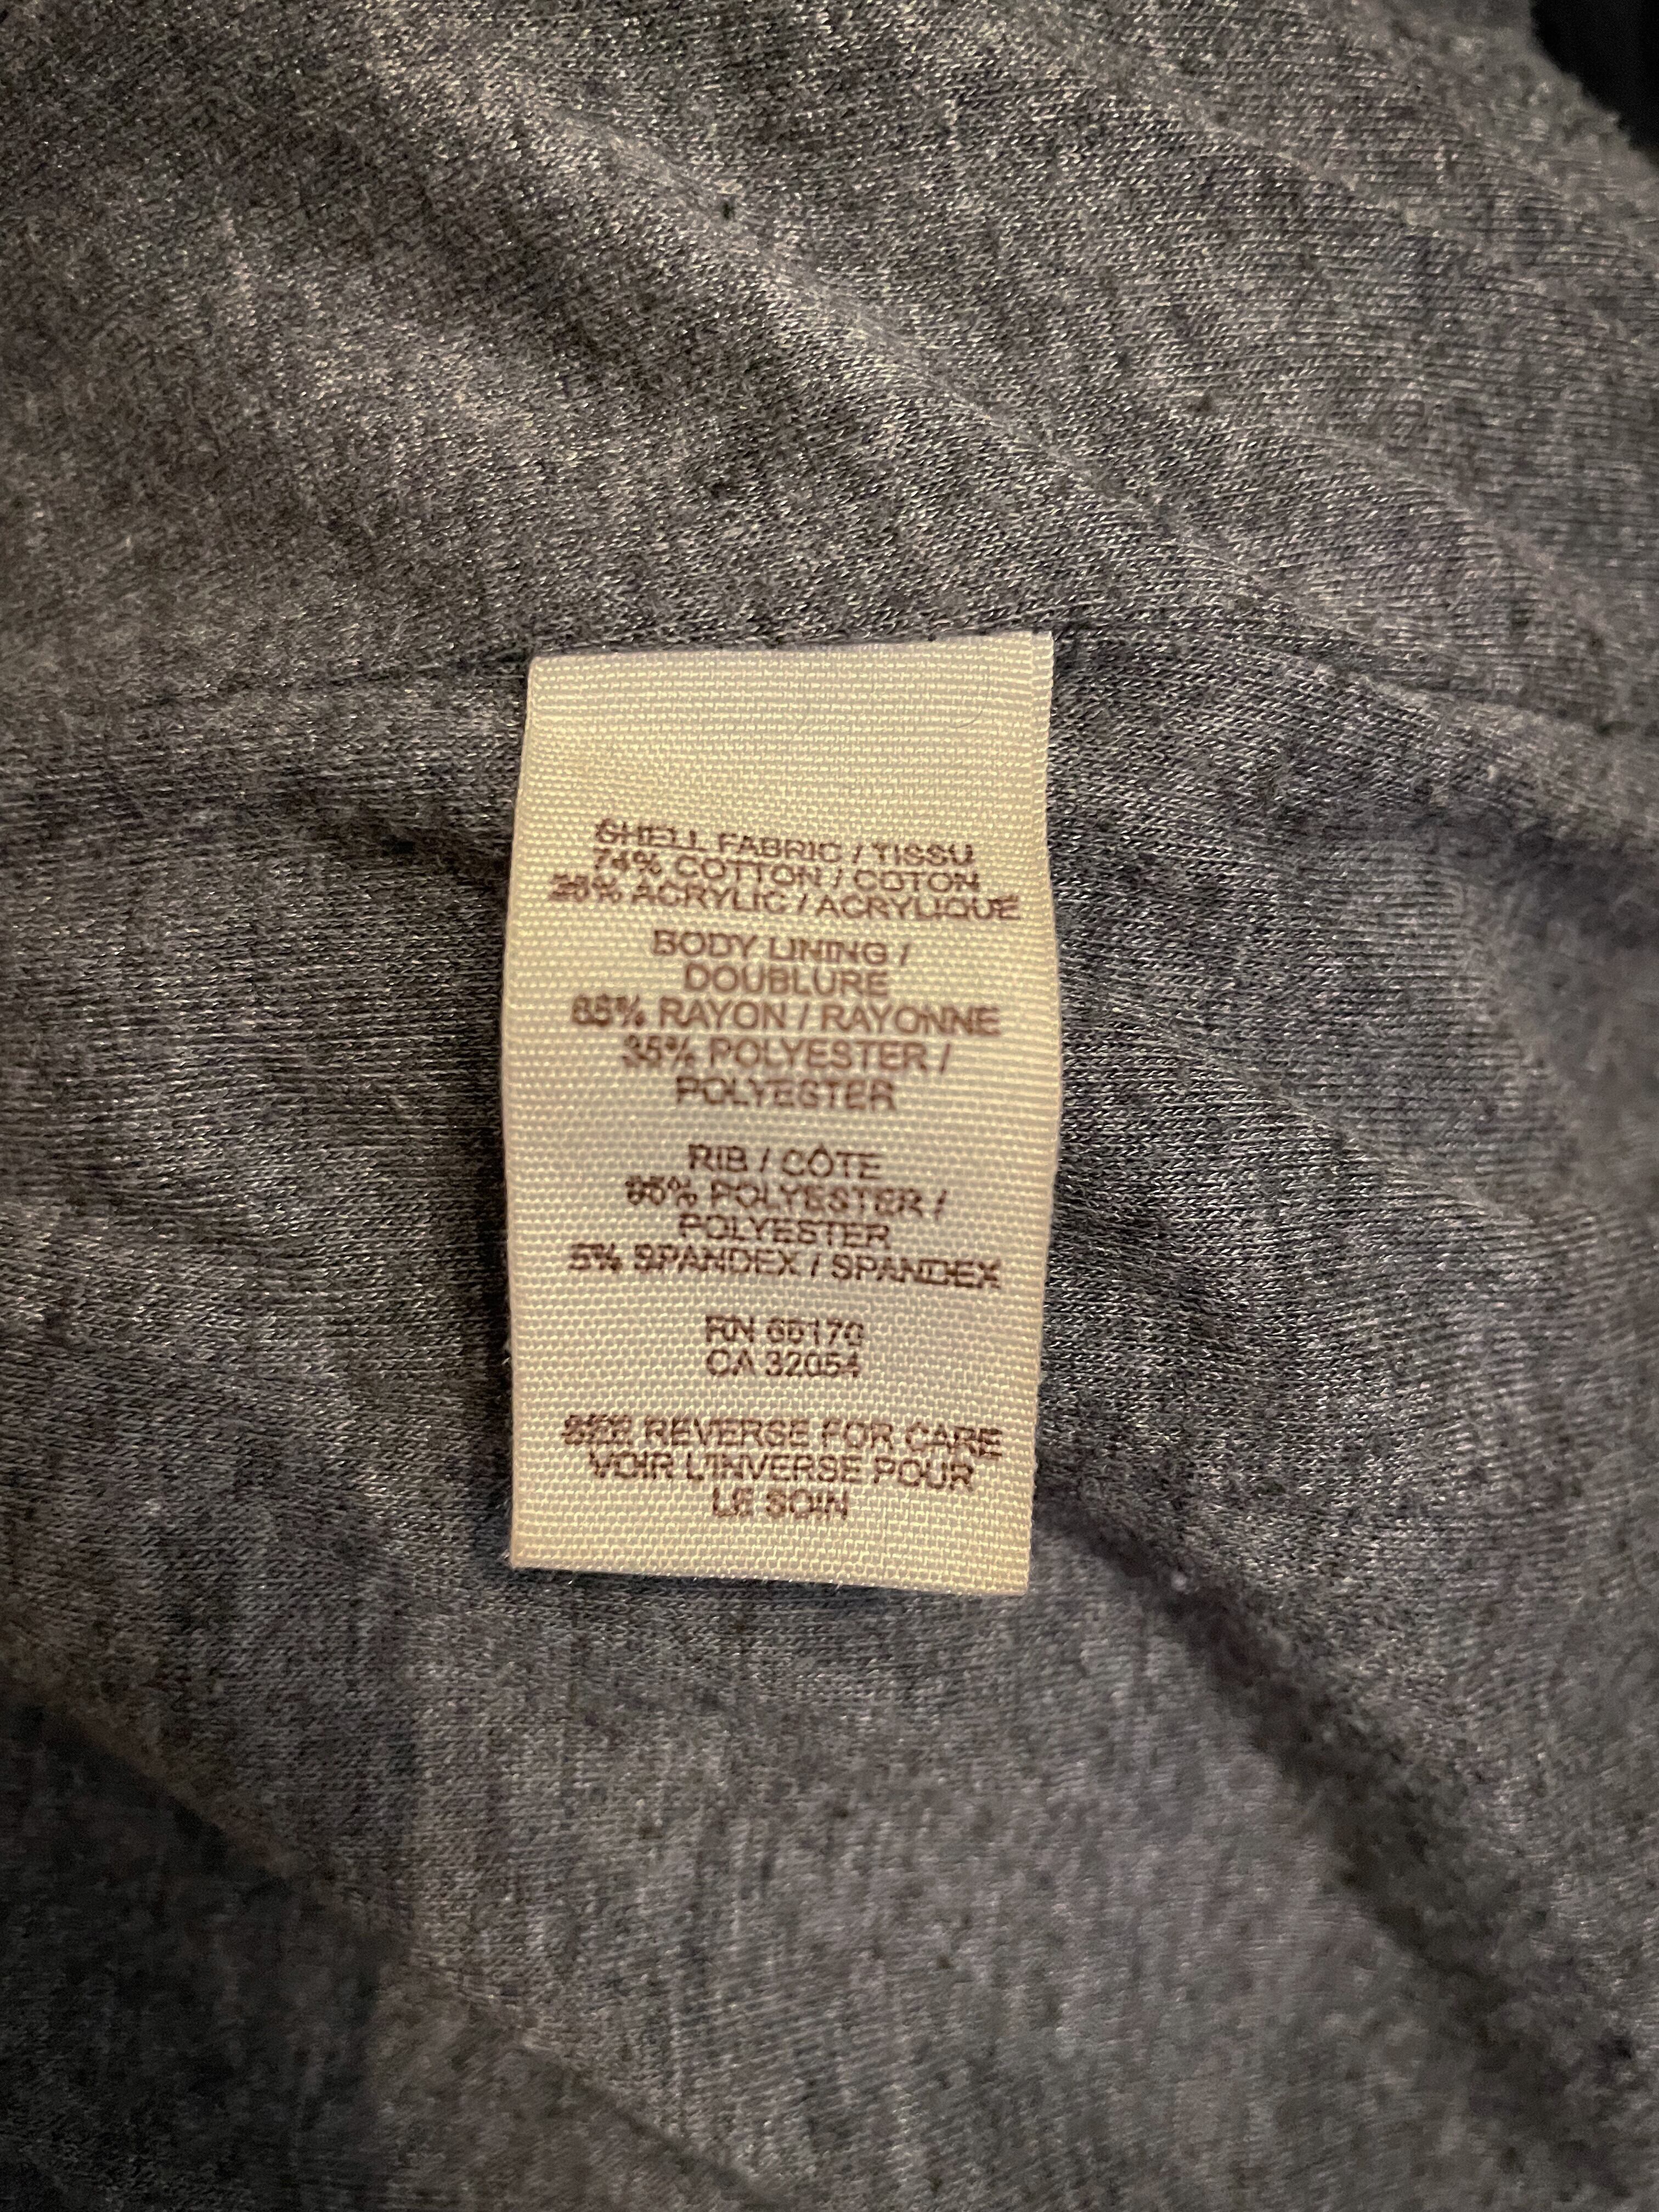 SHELL FABRIC / TISSU
74% COTTON / COTON
26% ACRYLIC / ACRYLIQUE
BODY LINING /
DOUBLURE
65% RAYON / RAYONNE
35% POLYESTER /
POLYESTER
RIB / CÔTE
95% POLYESTER /
POLYESTER
5% SPANDEX / SPANDEX
RN 65170
CA 32054
SEE REVERSE FOR CARE
VOIR L'INVERSE POUR
LE SOIN